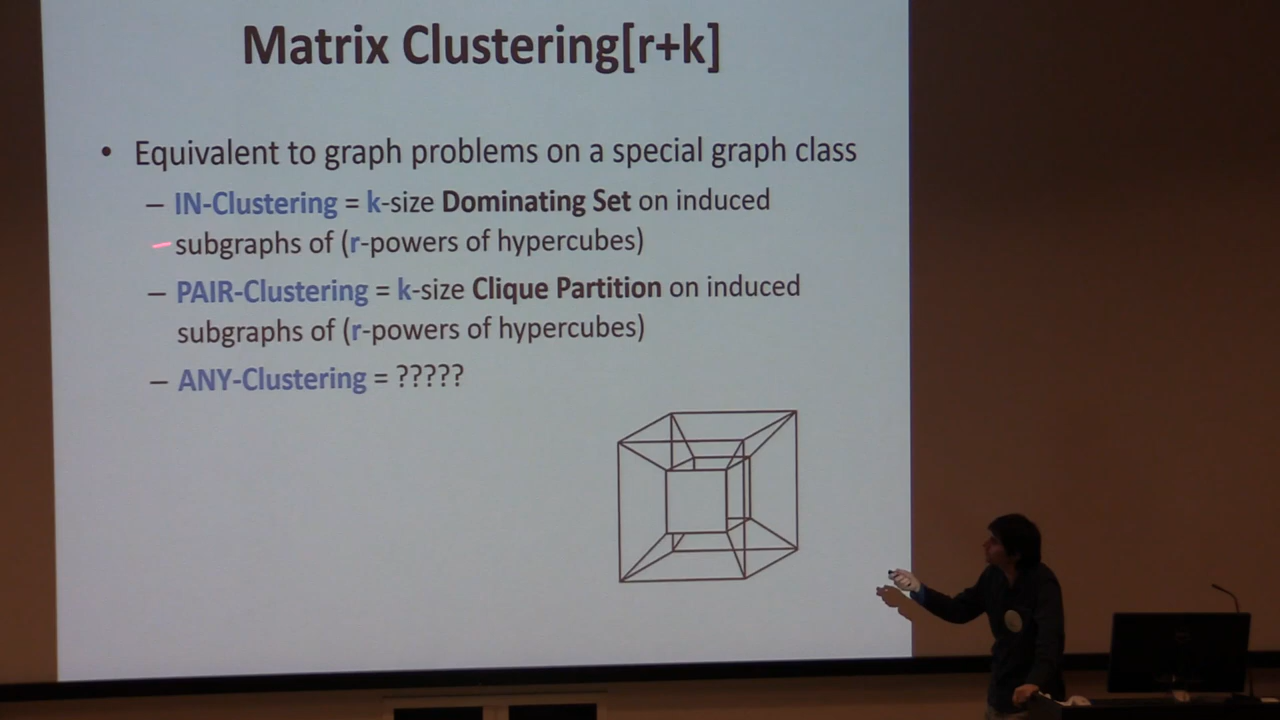 Matrix Clustering[r+k]
• Equivalent to graph problems on a special graph class
– IN-Clustering = k-size Dominating Set on induced
subgraphs of (r-powers of hypercubes)
– PAIR-Clustering = k-size Clique Partition on induced
subgraphs of (r-powers of hypercubes)
– ANY-Clustering = ?????